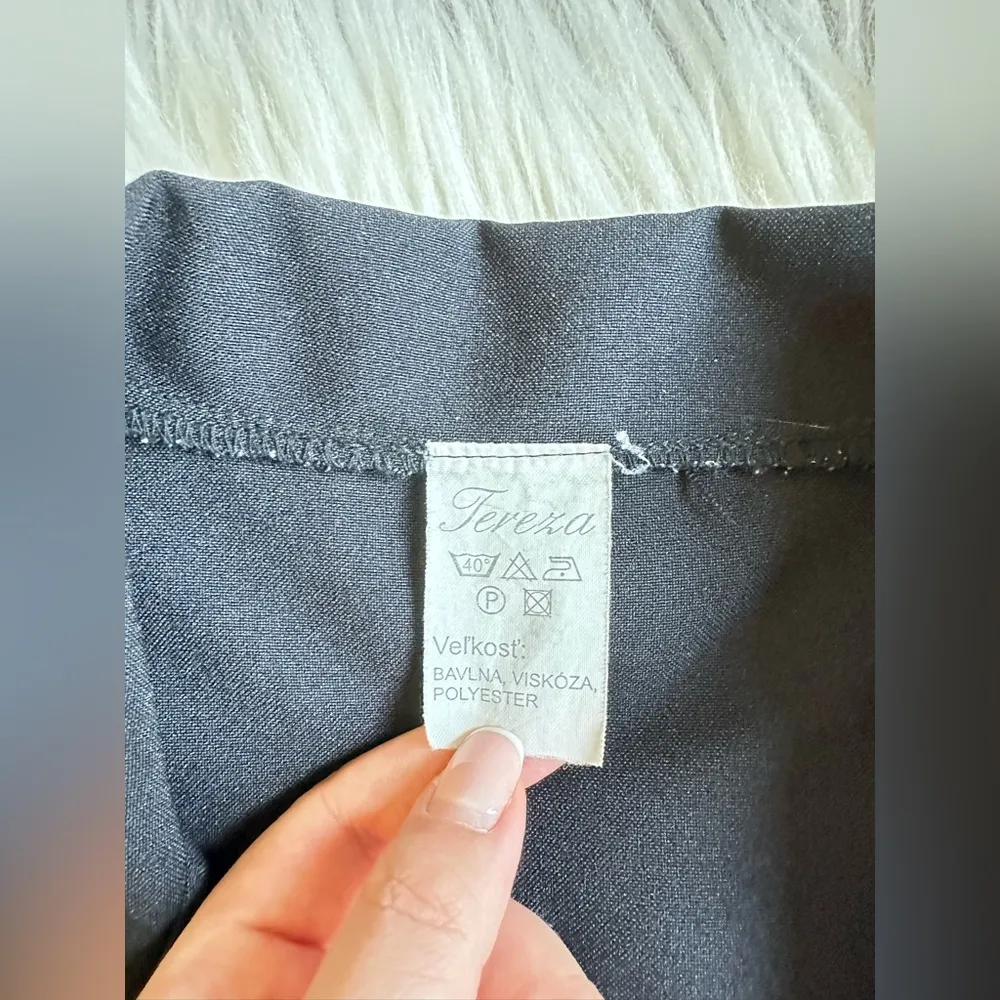 Tereza
40°
P
Veľkosť:
BAVLNA, VISKÓZA,
POLYESTER